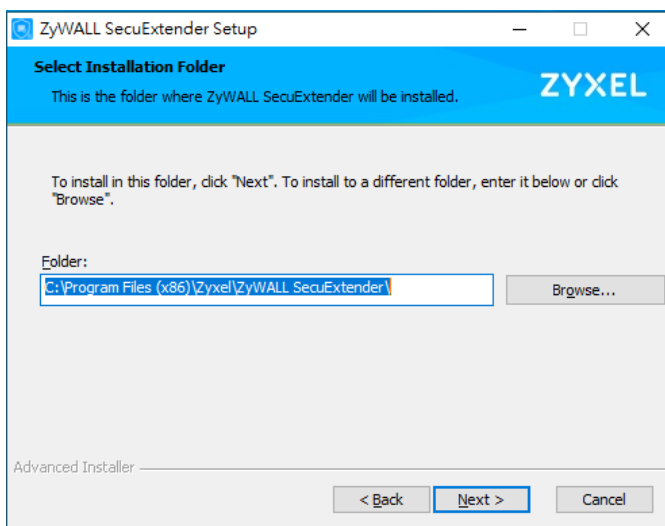 ZyWALL SecuExtender Setup
Select Installation Folder
This is the folder where ZyWALL SecuExtender will be installed.
ZYXEL
To install in this folder, click "Next". To install to a different folder, enter it below or click
"Browse".
Folder:
C:\Program Files (x86)\Zyxel\ZyWALL SecuExtender\
Browse...
Advanced Installer
< Back
Next >
Cancel